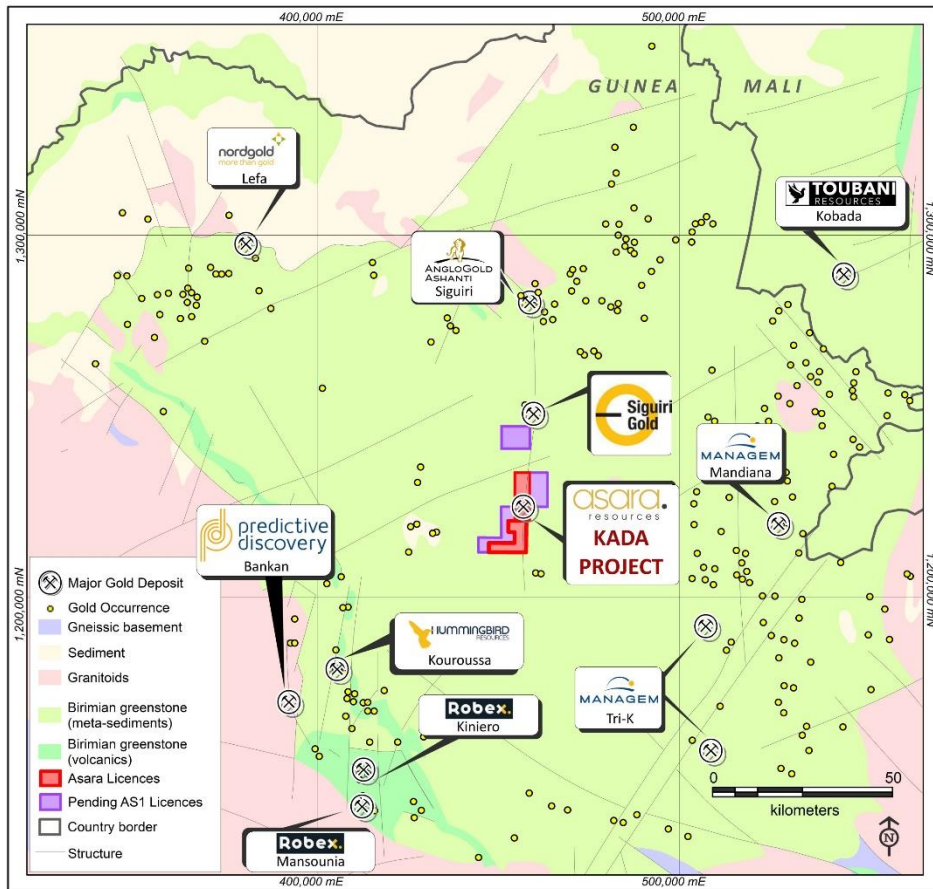 400,000 mE
500,000 mE
GUINEA
MALI
nordgold
more than gold
Lefa
TOUBANI
RESOURCES
Kobada
1,300,000 mN
1,300,000 mN
ANGLOGOLD
ASHANTI
Siguiri
Siguiri
Gold
MANAGEM
Mandiana
asara.
resources
KADA
PROJECT
predictive
discovery
Bankan
1,200,000 mN
1,200,000 mN
HUMMINGBIRD
RESOURCES
Kouroussa
MANAGEM
Tri-K
Robex.
Kiniero
Robex.
Mansounia
Major Gold Deposit
Gold Occurrence
Gneissic basement
Sediment
Granitoids
Birimian greenstone
(meta-sediments)
Birimian greenstone
(volcanics)
Asara Licences
Pending AS1 Licences
Country border
Structure
0
50
kilometers
N
400,000 mE
500,000 mE